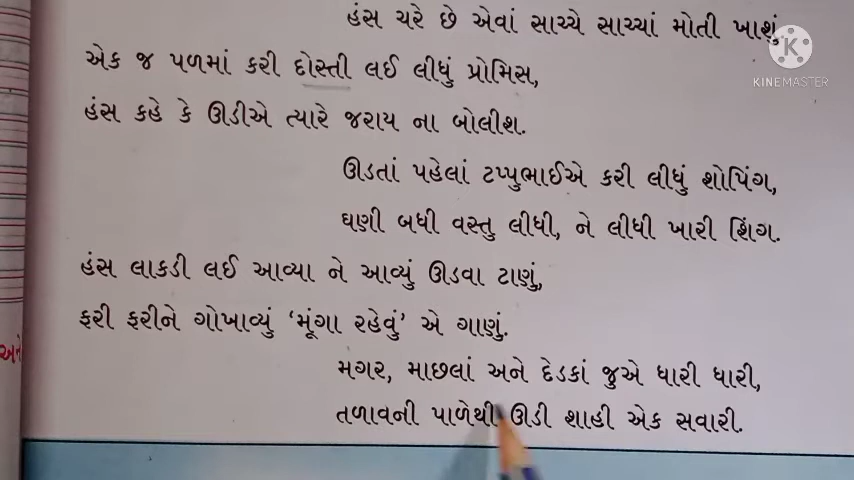 હંસ ચરે છે એવાં સાચ્ચે સાચ્ચાં મોતી ખાશું
KINEMASTER
એક જ પળમાં કરી દોસ્તી લઈ લીધું પ્રોમિસ,
હંસ કહે કે ઊડીએ ત્યારે જરાય ના બોલીશ.
ઊડતાં પહેલાં ટપ્પુભાઈએ કરી લીધું શોપિંગ,
ઘણી બધી વસ્તુ લીધી, ને લીધી ખારી શિંગ.
હંસ લાકડી લઈ આવ્યા ને આવ્યું ઊડવા ટાણું,
ફરી ફરીને ગોખાવ્યું ‘મૂંગા રહેવું’ એ ગાણું.
મગર, માછલાં અને દેડકાં જુએ ધારી ધારી,
તળાવની પાળેથી ઊડી શાહી એક સવારી.